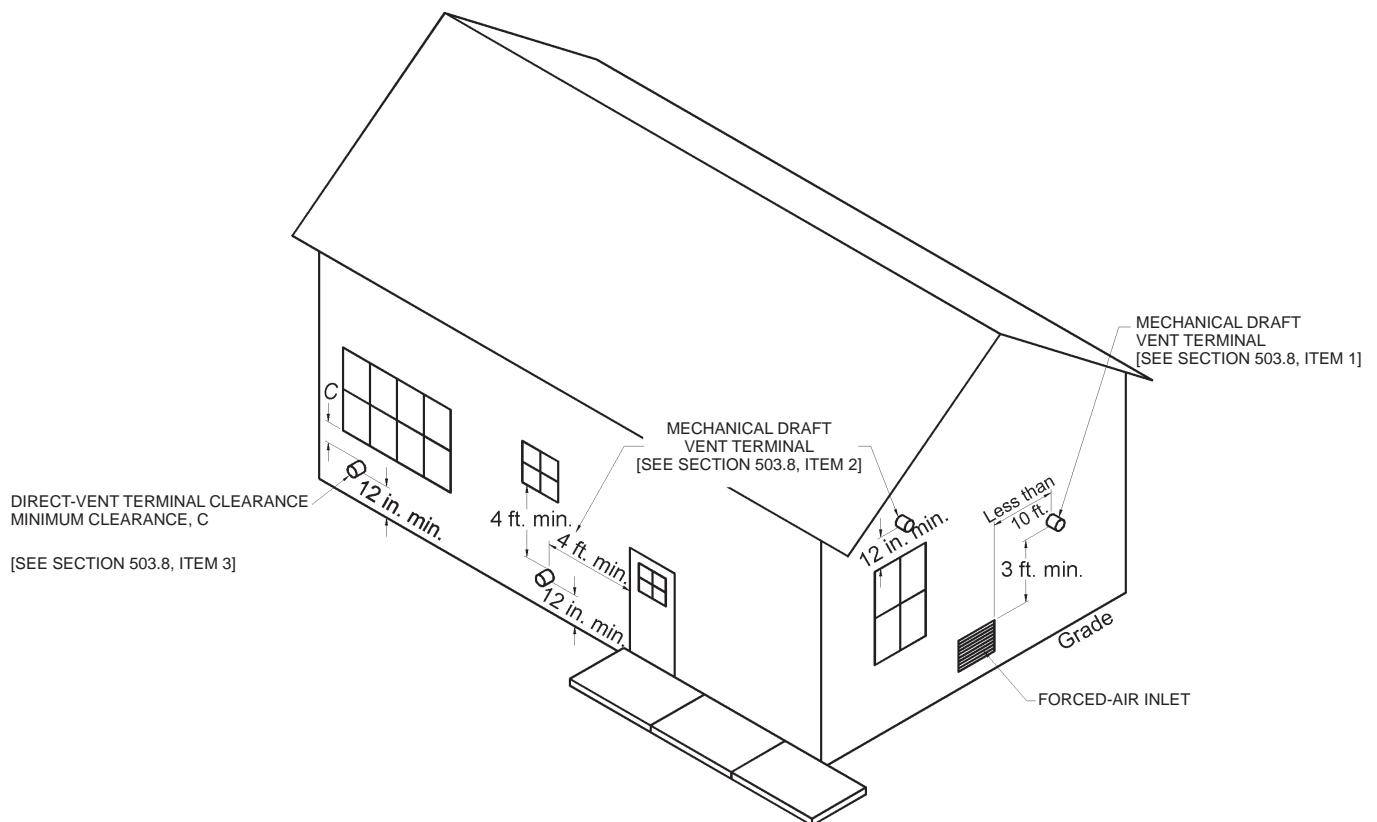 MECHANICAL DRAFT
VENT TERMINAL
[SEE SECTION 503.8, ITEM 1]
C
MECHANICAL DRAFT
VENT TERMINAL
[SEE SECTION 503.8, ITEM 2]
DIRECT-VENT TERMINAL CLEARANCE
MINIMUM CLEARANCE, C
[SEE SECTION 503.8, ITEM 3]
12 in. min.
4 ft. min.
4 ft. min.
12 in. min.
12 in. min.
Less than
10 ft.
3 ft. min.
Grade
FORCED-AIR INLET